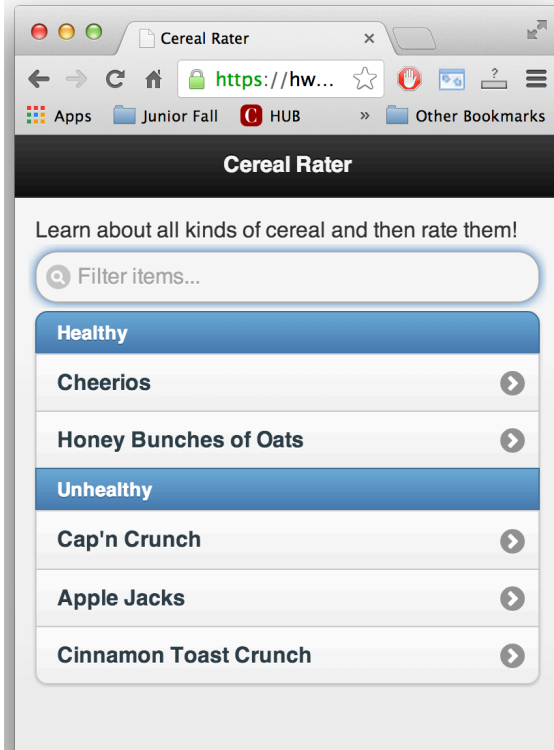 Cereal Rater
https://hw...
Apps Junior Fall C HUB » Other Bookmarks
Cereal Rater
Learn about all kinds of cereal and then rate them!
Filter items...
Healthy
Cheerios
Honey Bunches of Oats
Unhealthy
Cap'n Crunch
Apple Jacks
Cinnamon Toast Crunch